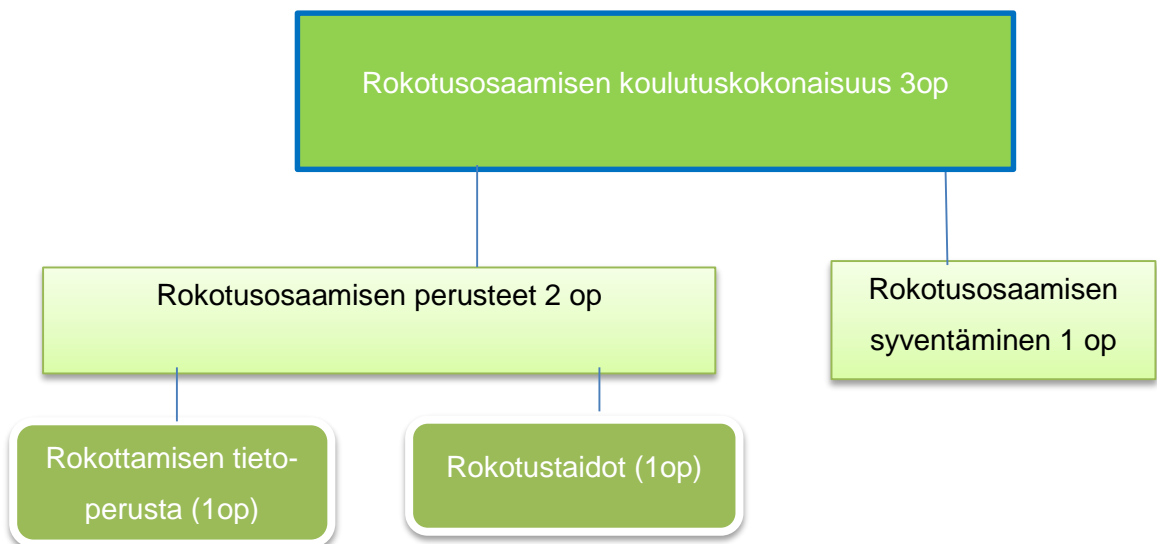 Rokotusosaamisen koulutuskokonaisuus 3op
Rokotusosaamisen perusteet 2 op
Rokotusosaamisen
syventäminen 1 op
Rokottamisen tieto-
perusta (1op)
Rokotustaidot (1op)